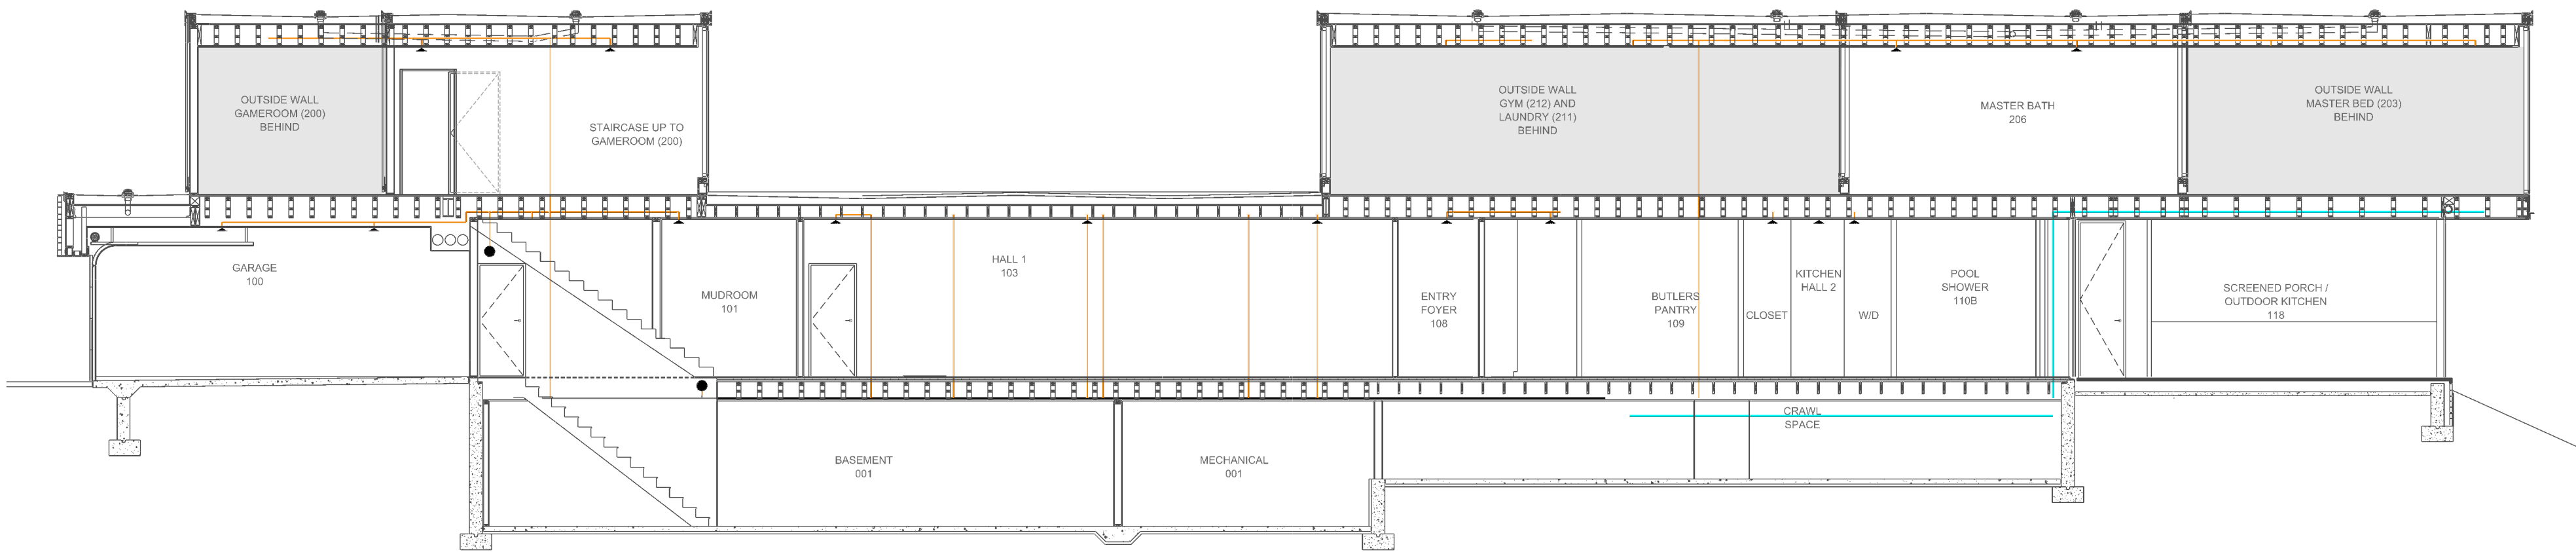 OUTSIDE WALL
GAMEROOM (200)
BEHIND
STAIRCASE UP TO
GAMEROOM (200)
OUTSIDE WALL
GYM (212) AND
LAUNDRY (211)
BEHIND
MASTER BATH
206
OUTSIDE WALL
MASTER BED (203)
BEHIND
GARAGE
100
MUDROOM
101
HALL 1
103
ENTRY
FOYER
108
BUTLERS
PANTRY
109
CLOSET
KITCHEN
HALL 2
W/D
POOL
SHOWER
110B
SCREENED PORCH /
OUTDOOR KITCHEN
118
BASEMENT
001
MECHANICAL
001
CRAWL
SPACE